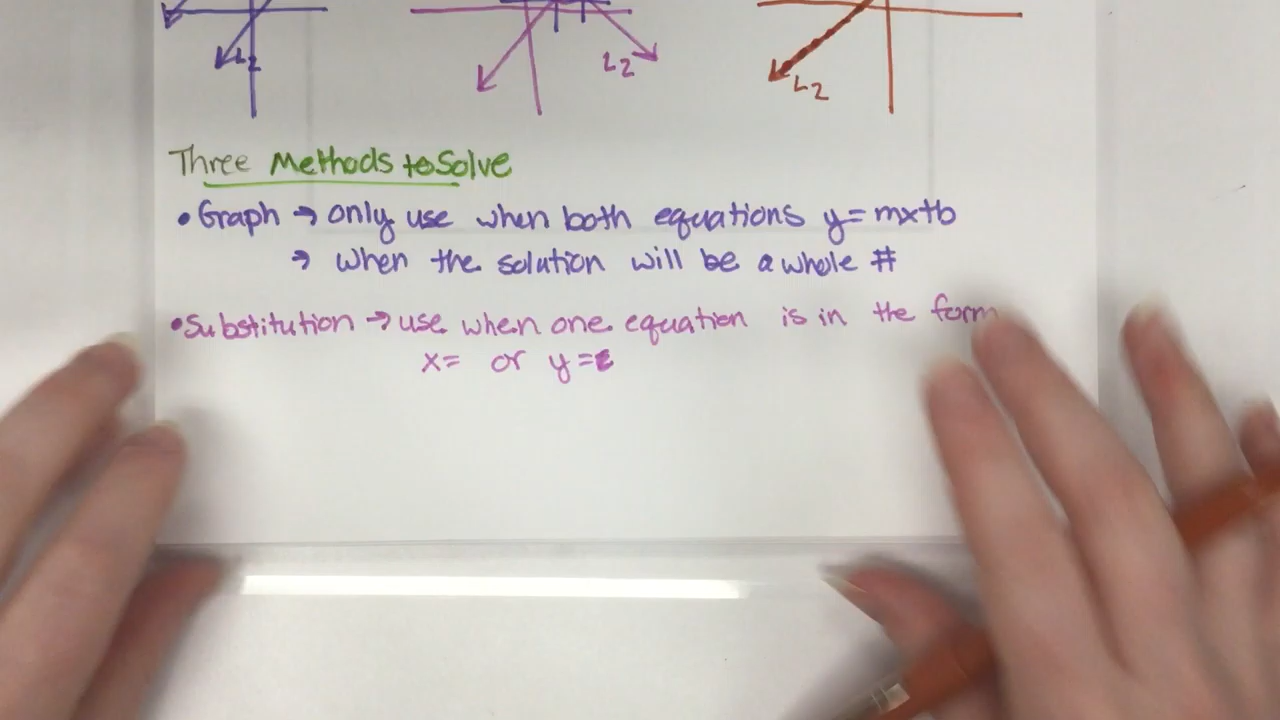 L2
L2
L2
Three Methods to Solve
• Graph → only use when both equations y=mx+b
→ when the solution will be a whole #
• Substitution → use when one equation is in the form
x= or y=